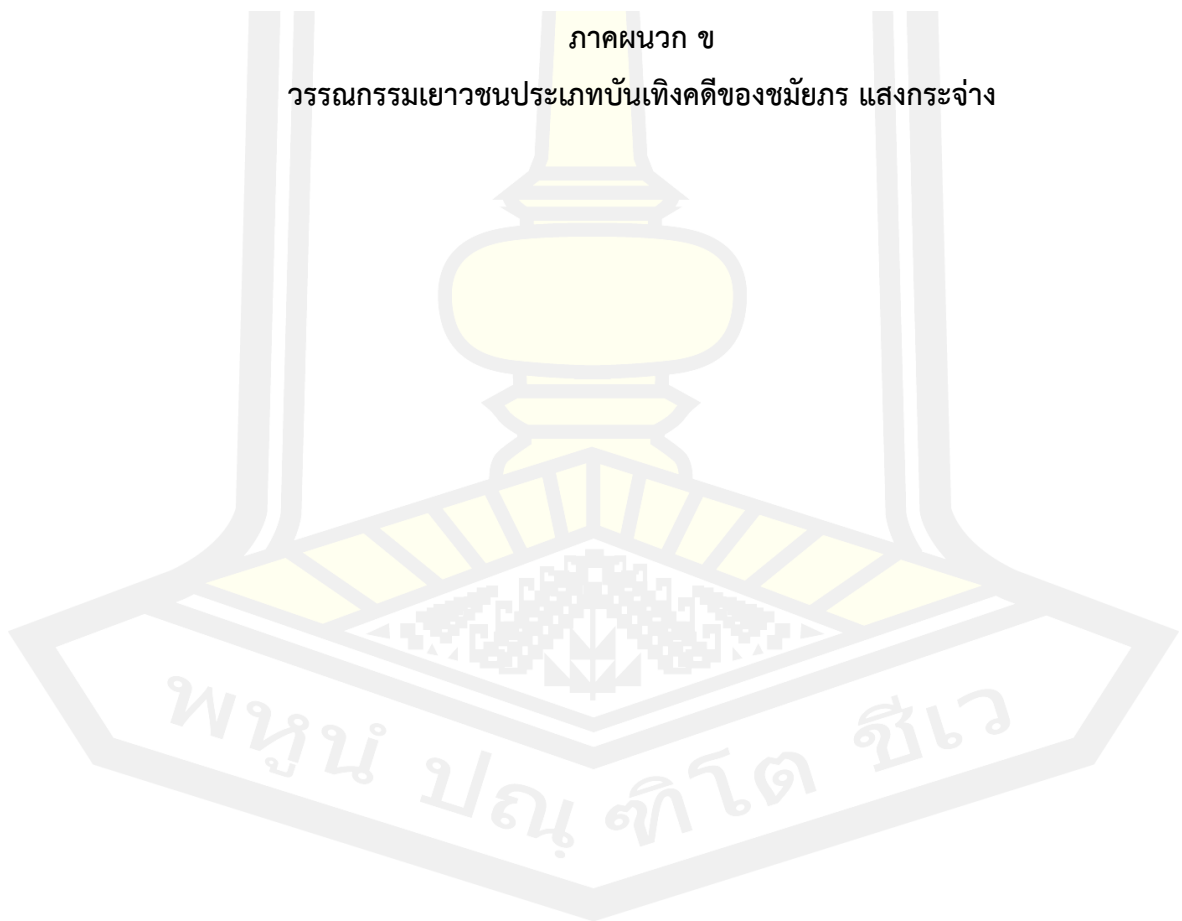 ภาคผนวก ข
วรรณกรรมเยาวชนประเภทบันเทิงคดีของชมัยภร แสงกระจ่าง
พหูนํ ปณฺฑิโต ชีเว